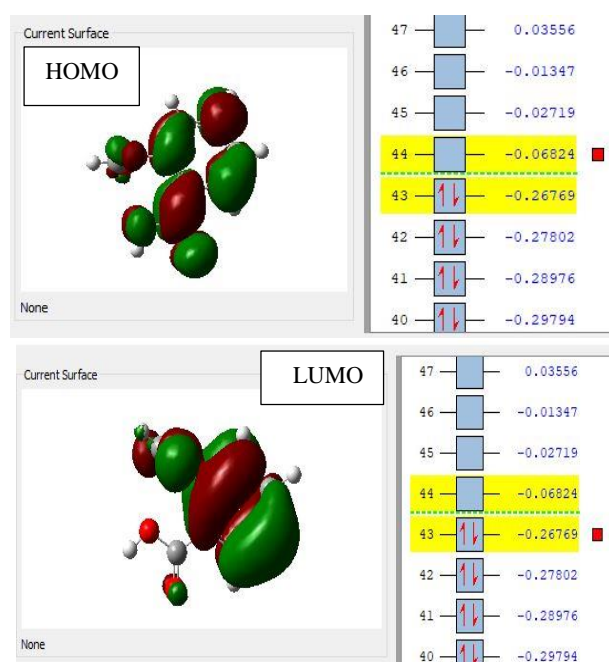 Current Surface
HOMO
None
47 0.03556
46 -0.01347
45 -0.02719
44 -0.06824
43 -0.26769
42 -0.27802
41 -0.28976
40 -0.29794
Current Surface
LUMO
None
47 0.03556
46 -0.01347
45 -0.02719
44 -0.06824
43 -0.26769
42 -0.27802
41 -0.28976
40 -0.29794